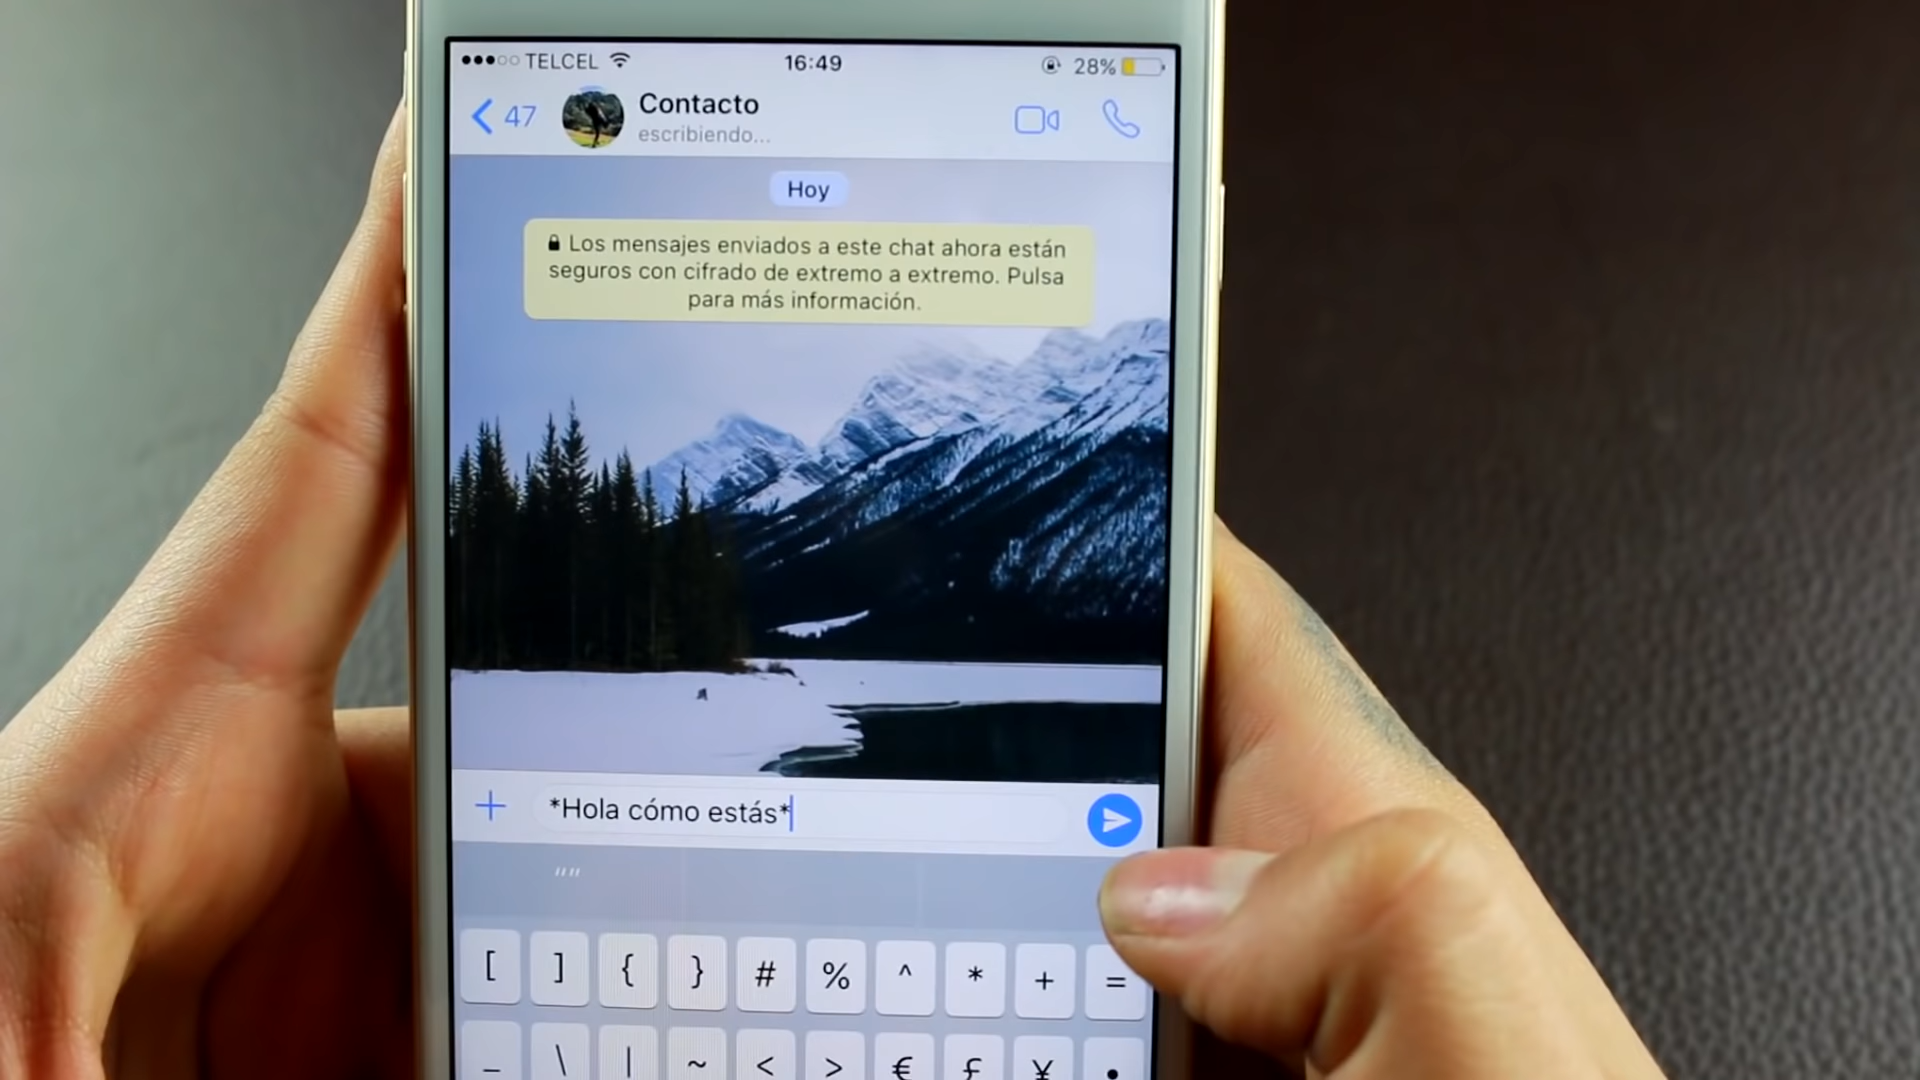 TELCEL 16:49 28%
47 Contacto
escribiendo...
Hoy
Los mensajes enviados a este chat ahora están
seguros con cifrado de extremo a extremo. Pulsa
para más información.
*Hola cómo estás*
""
[ ] { } # % ^ * + =
_ \ | ~ < > € £ ¥ •